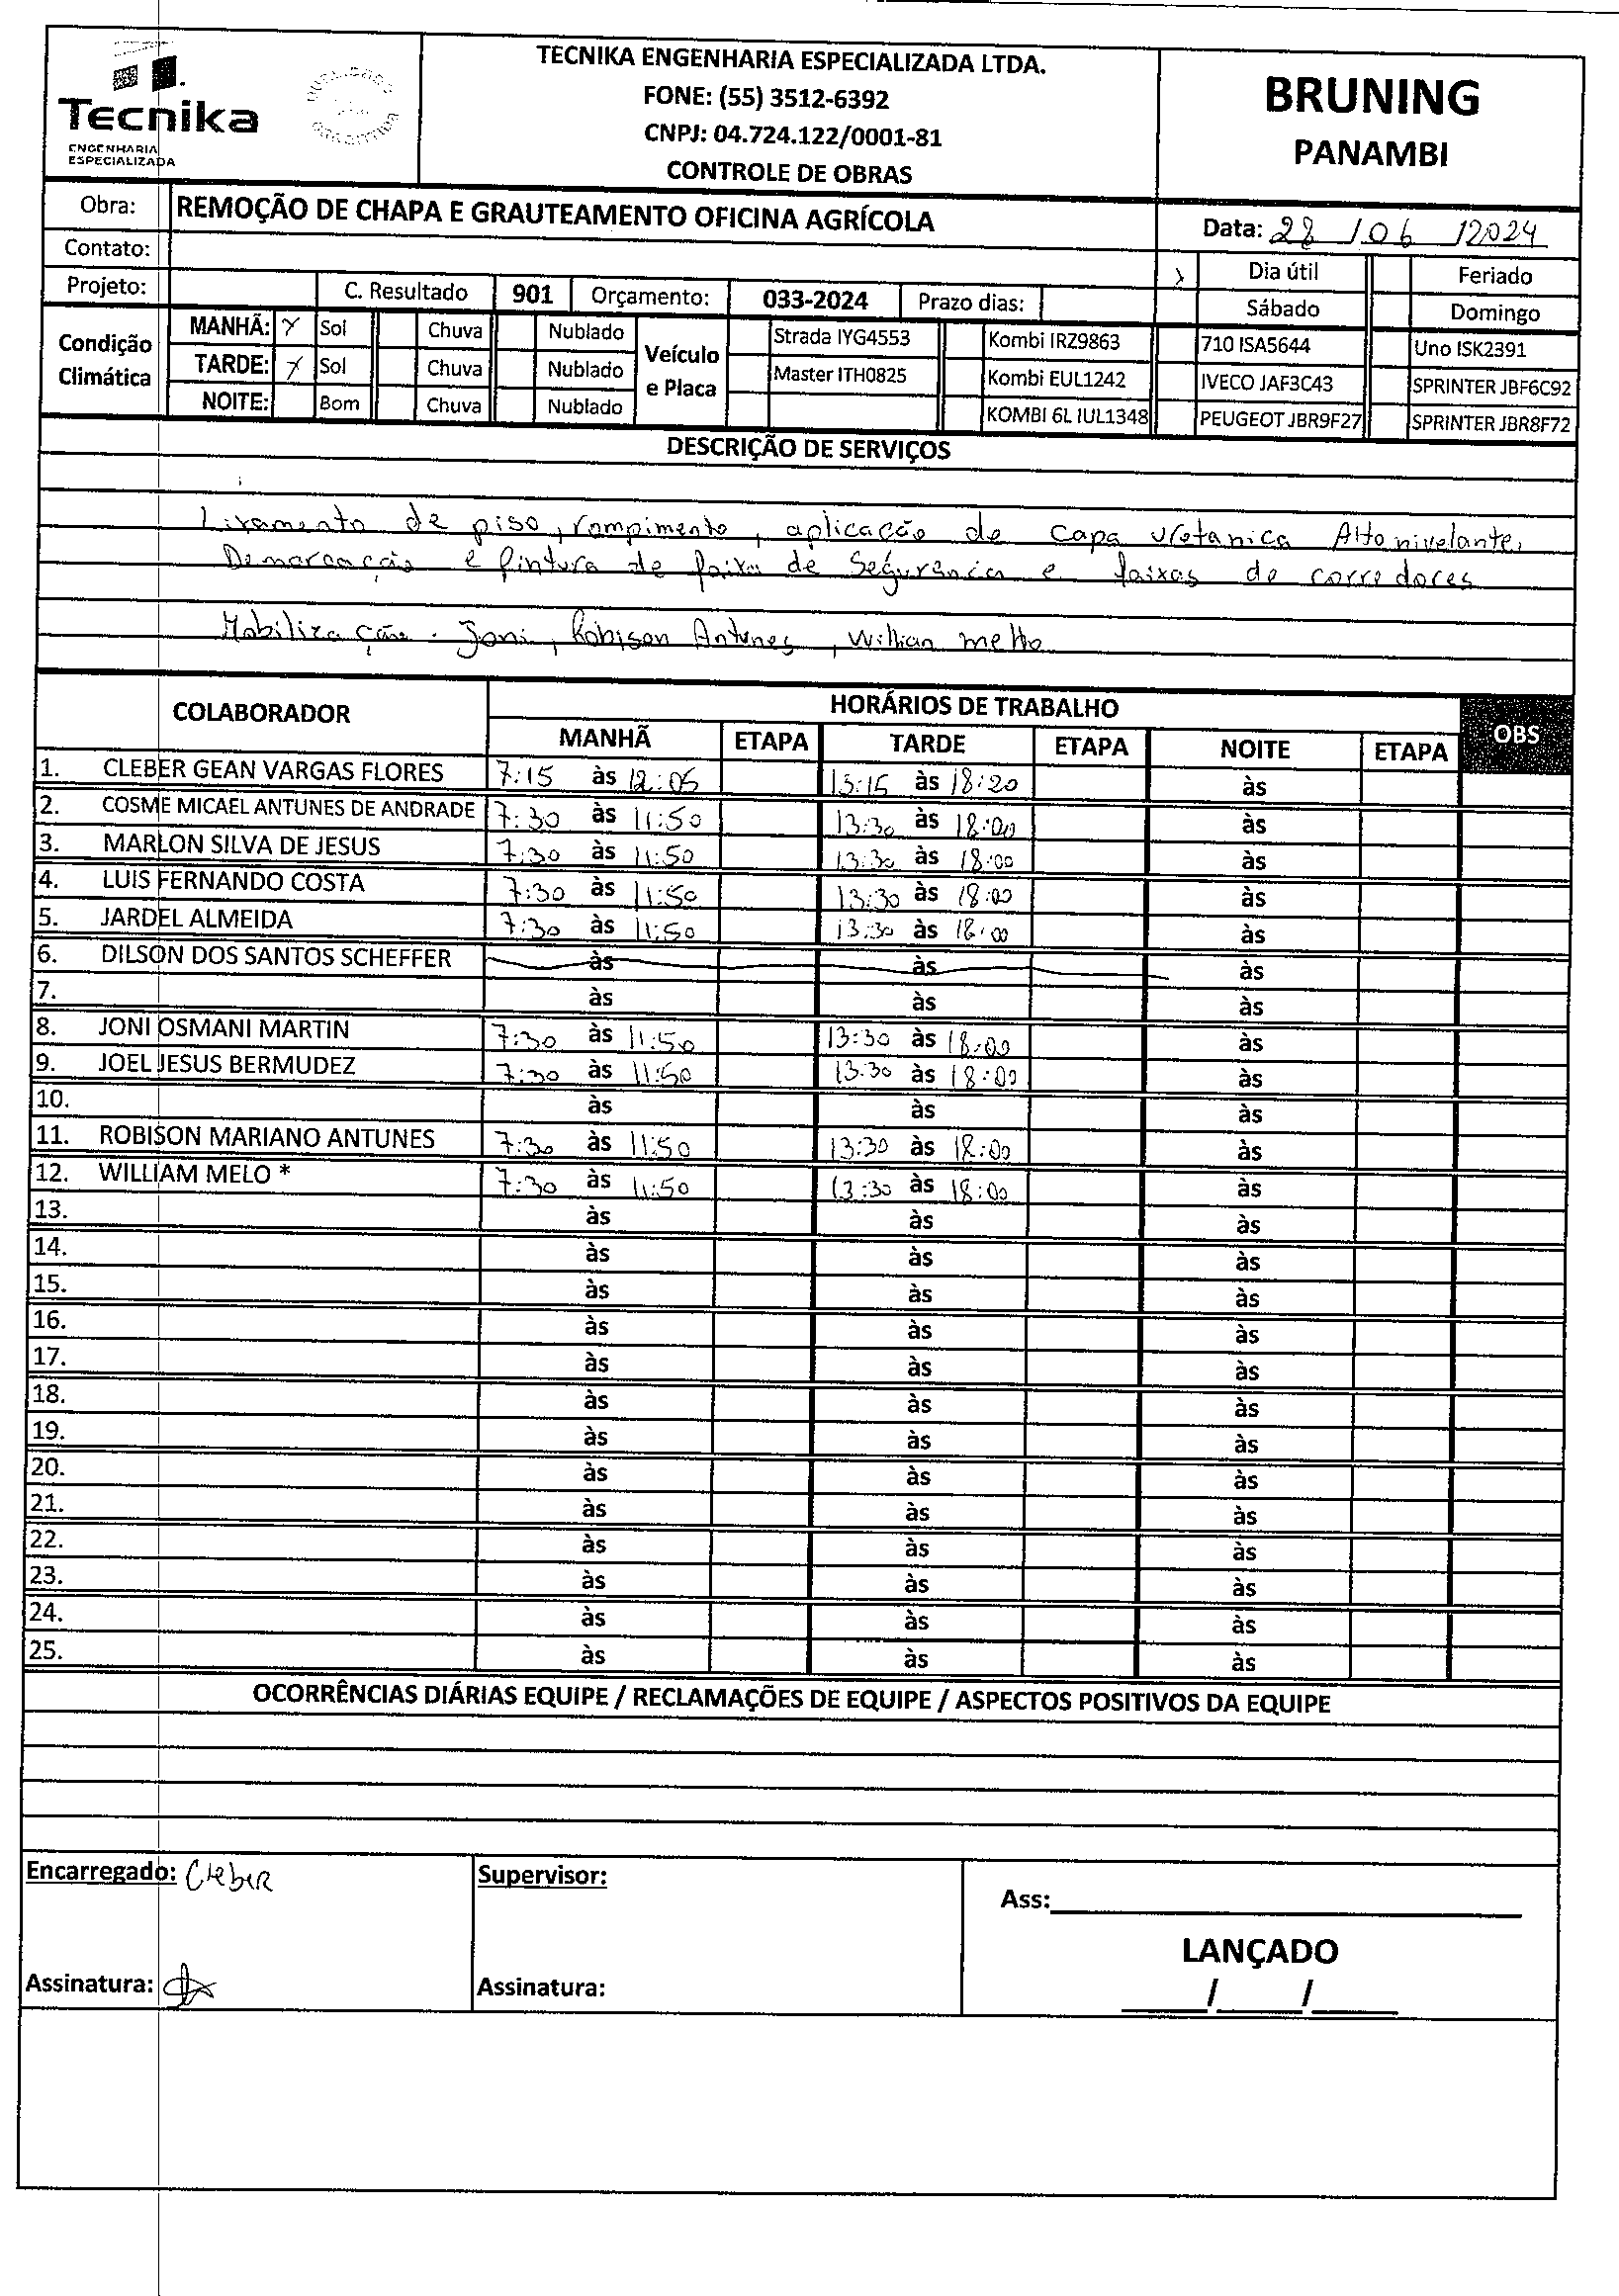 Tecnika
ENGENHARIA
ESPECIALIZADA
TECNIKA ENGENHARIA ESPECIALIZADA LTDA.
FONE: (55) 3512-6392
CNPJ: 04.724.122/0001-81
CONTROLE DE OBRAS
BRUNING
PANAMBI
Obra: REMOÇÃO DE CHAPA E GRAUTEAMENTO OFICINA AGRÍCOLA
Data: 28 / 06 / 2024
Contato:
Dia útil Feriado
Projeto: C. Resultado 901 Orçamento: 033-2024 Prazo dias:
Sábado Domingo
Condição Climática
MANHÃ: X Sol Chuva Nublado
TARDE: X Sol Chuva Nublado
NOITE: Bom Chuva Nublado
Veículo e Placa
Strada IYG4553 Kombi IRZ9863 710 ISA5644 Uno ISK2391
Master ITH0825 Kombi EUL1242 IVECO JAF3C43 SPRINTER JBF6C92
KOMBI 6L IUL1348 PEUGEOT JBR9F27 SPRINTER JBR8F72
DESCRIÇÃO DE SERVIÇOS
Lixamento de piso, rompimento, aplicação de capa uretanica Altonivelante,
Demarcação e pintura de faixa de Segurancia e faixas de corredores
Mobilização. Joni, Robison Antunes, Willian mello
COLABORADOR HORÁRIOS DE TRABALHO OBS
MANHÃ ETAPA TARDE ETAPA NOITE ETAPA
1. CLEBER GEAN VARGAS FLORES 7:15 às 12:05 13:15 às 18:20 às
2. COSME MICAEL ANTUNES DE ANDRADE 7:30 às 11:50 13:30 às 18:00 às
3. MARLON SILVA DE JESUS 7:30 às 11:50 13:30 às 18:00 às
4. LUIS FERNANDO COSTA 7:30 às 11:50 13:30 às 18:00 às
5. JARDEL ALMEIDA 7:30 às 11:50 13:30 às 18:00 às
6. DILSON DOS SANTOS SCHEFFER às às às
7. às às às
8. JONI OSMANI MARTIN 7:30 às 11:50 13:30 às 18:00 às
9. JOEL JESUS BERMUDEZ 7:30 às 11:50 13:30 às 18:00 às
10. às às às
11. ROBISON MARIANO ANTUNES 7:30 às 11:50 13:30 às 18:00 às
12. WILLIAM MELO * 7:30 às 11:50 13:30 às 18:00 às
13. às às às
14. às às às
15. às às às
16. às às às
17. às às às
18. às às às
19. às às às
20. às às às
21. às às às
22. às às às
23. às às às
24. às às às
25. às às às
OCORRÊNCIAS DIÁRIAS EQUIPE / RECLAMAÇÕES DE EQUIPE / ASPECTOS POSITIVOS DA EQUIPE
Encarregado: Cleber
Supervisor:
Ass:
LANÇADO
Assinatura:
Assinatura:
/ /